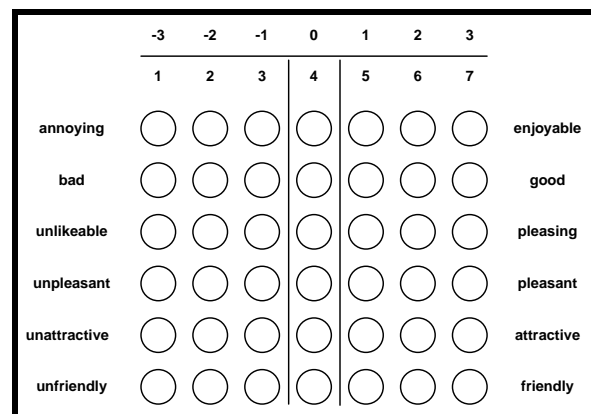 -3 -2 -1 0 1 2 3
1 2 3 4 5 6 7
annoying enjoyable
bad good
unlikeable pleasing
unpleasant pleasant
unattractive attractive
unfriendly friendly